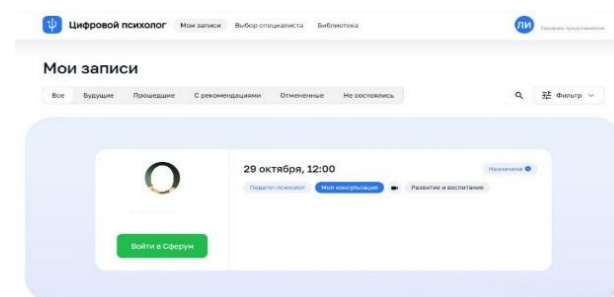 Цифровой психолог Мои записи Выбор специалиста Библиотека ЛИ
Мои записи
Все Будущие Прошедшие С рекомендациями Отмененные Не состоялись Фильтр
29 октября, 12:00 Назначена
Педагог-психолог Моя консультация Развитие и воспитание
Войти в Сферум